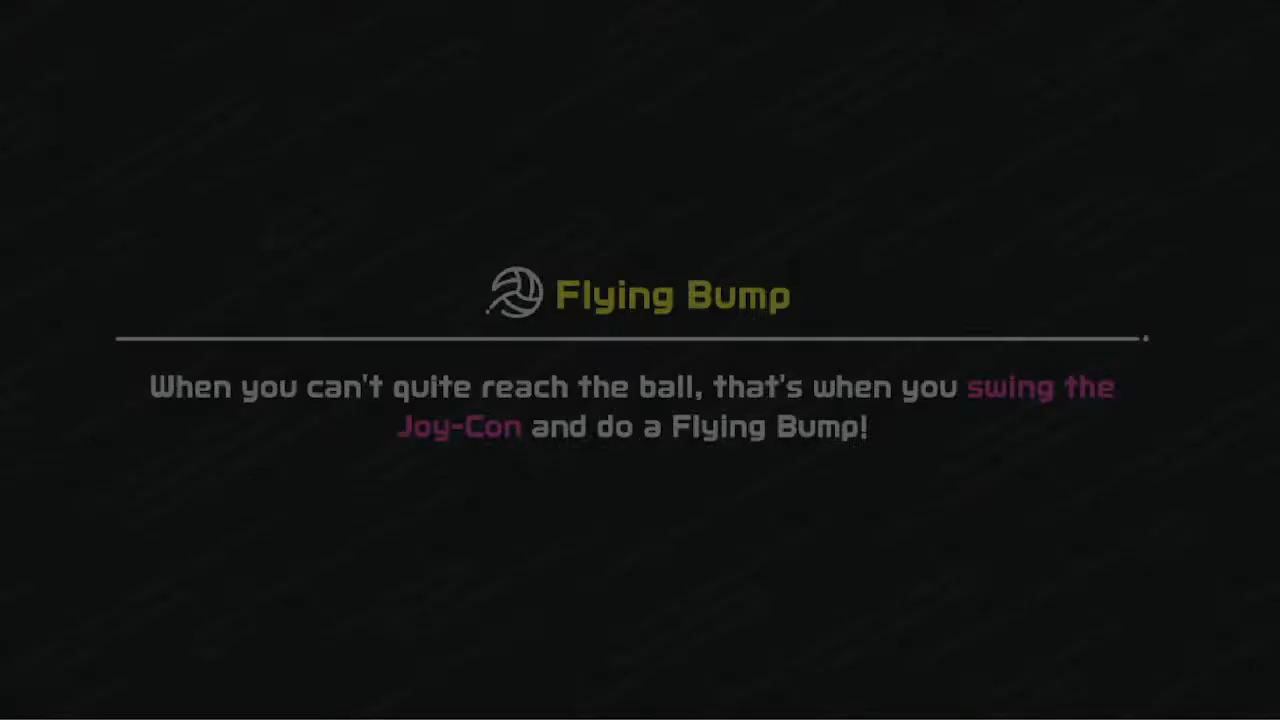 Flying Bump
When you can't quite reach the ball, that's when you swing the
Joy-Con and do a Flying Bump!